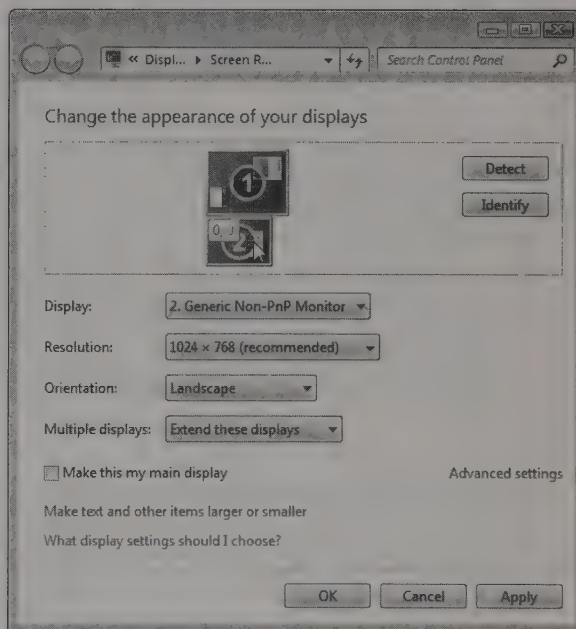 « Displ... ▸ Screen R...
Search Control Panel
Change the appearance of your displays
1
2
Detect
Identify
Display: 2. Generic Non-PnP Monitor
Resolution: 1024 × 768 (recommended)
Orientation: Landscape
Multiple displays: Extend these displays
Make this my main display
Advanced settings
Make text and other items larger or smaller
What display settings should I choose?
OK Cancel Apply